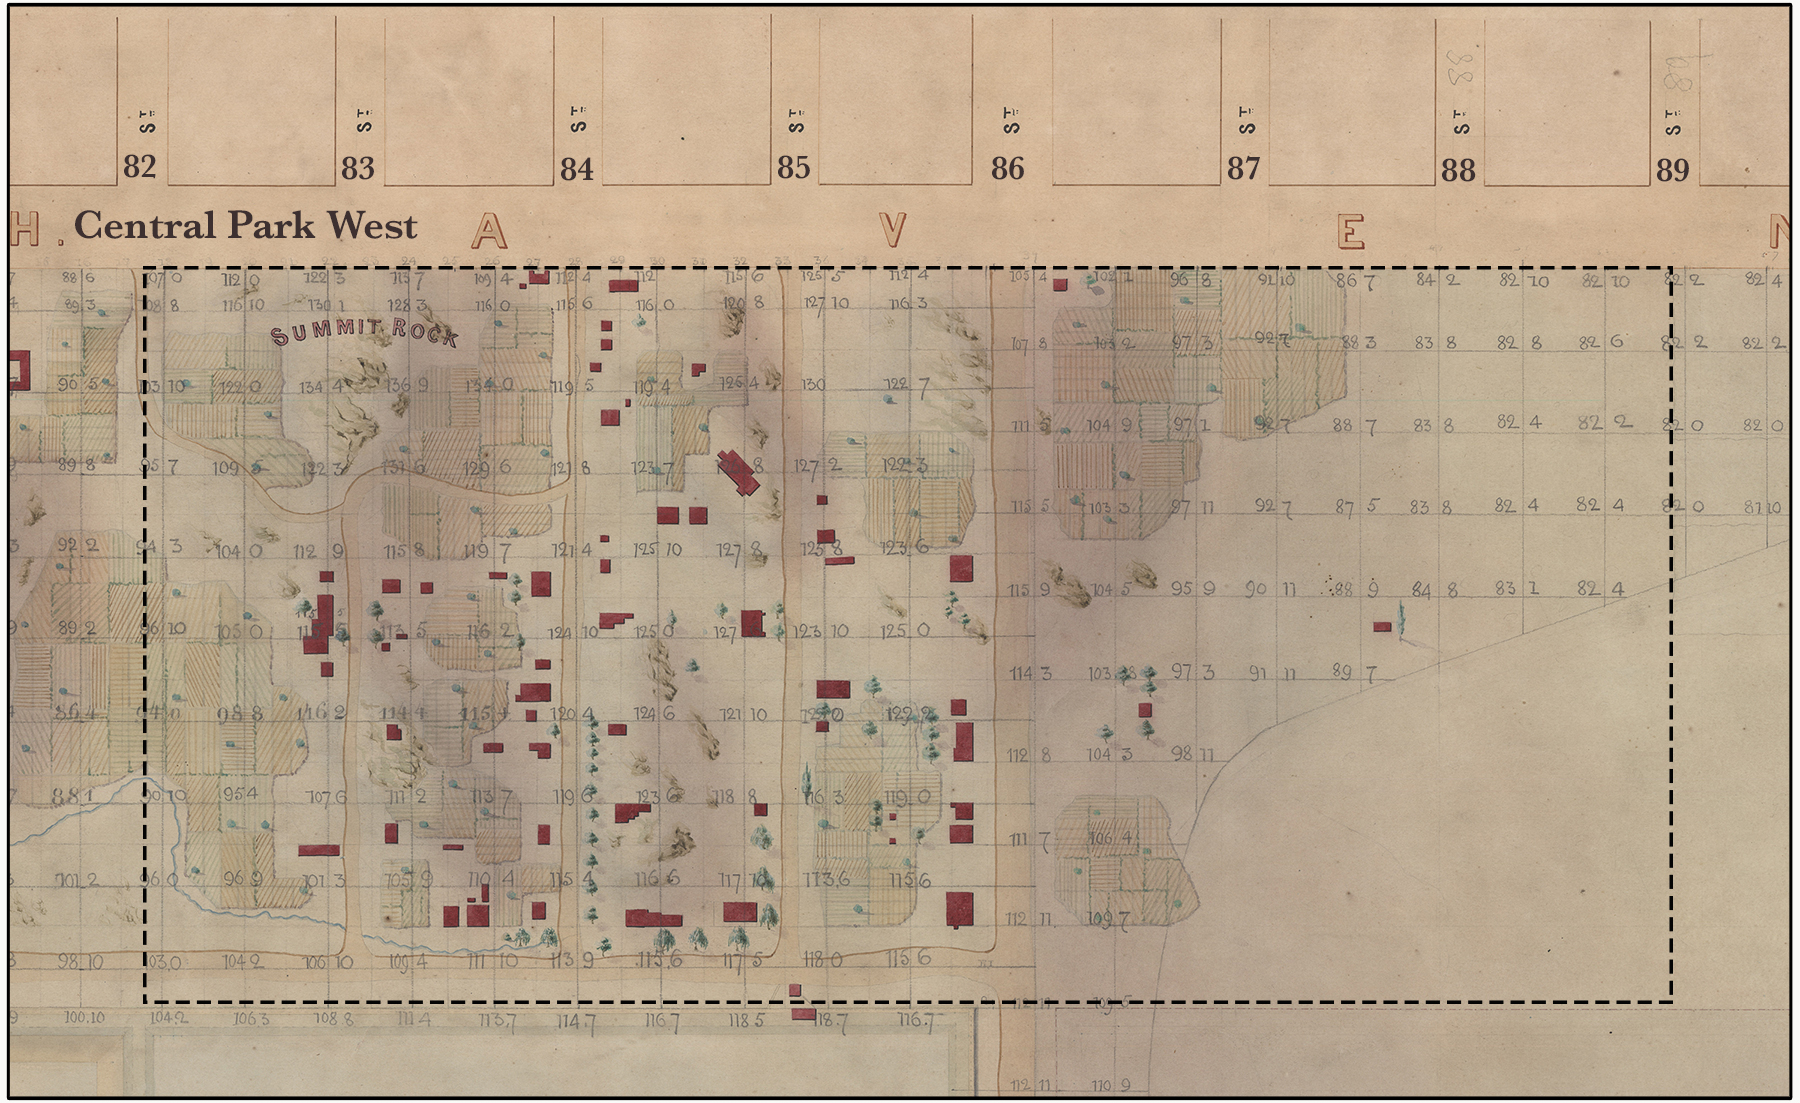 88
89
ST ST ST ST ST ST ST ST
82 83 84 85 86 87 88 89
H. Central Park West A V E N
88 6 107 0 112 0 122 3 113 7 109 4 112 4 112 115 6 125 5 112 4 105 4 102 1 96 8 91 10 86 7 84 2 82 10 82 10 82 2 82 4
89 3 108 8 116 10 130 1 128 3 116 0 116 6 116 0 120 8 127 10 116 3
SUMMIT ROCK
107 8 103 2 97 3 92 7 88 3 83 8 82 8 82 6 82 2 82 2
96 5 103 10 122 0 134 4 136 9 134 0 119 5 119 4 125 4 130 122 7
111 5 104 9 97 1 92 7 88 7 83 8 82 4 82 2 82 0 82 0
89 8 95 7 109 5 122 3 131 6 129 6 121 8 123 7 8 127 2 122 3
115 5 103 3 97 11 92 7 87 5 83 8 82 4 82 4 82 0 81 10
92 2 94 3 104 0 112 9 115 8 119 7 121 4 125 10 127 8 125 8 123 6
115 9 104 5 95 9 90 11 88 9 84 8 83 1 82 4
89.2 96 10 105 0 113 5 116 2 124 10 125 0 127 123 10 125 0
114 3 103 8 97 3 91 11 89 7
86.4 98 8 116 2 114 4 115 4 120 4 124 6 121 10 122 2
112 8 104 3 98 11
88.1 90 10 95 4 107 6 111 2 113 7 119 6 123 6 118 8 116 3 119 0
111 7 106 4
101.2 96 0 96 9 101 3 105 9 110 4 115 4 116 6 117 10 113.6 115 6
112 11 109.7
98.10 103.0 104 2 106 10 109 4 111 10 113 9 115.6 117 5 118 0 115 6
112 11 109 5
100.10 104.2 106 3 108 8 111 4 113.7 114.7 116 7 118 5 118.7 116.7
112 11 110 9